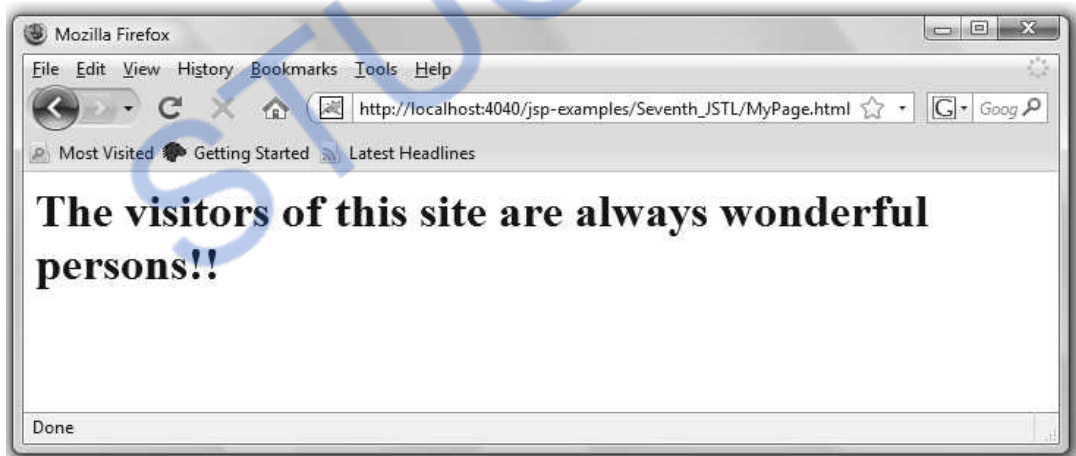 Mozilla Firefox
File Edit View History Bookmarks Tools Help
http://localhost:4040/jsp-examples/Seventh_JSTL/MyPage.html G Goog
Most Visited Getting Started Latest Headlines
The visitors of this site are always wonderful
persons!!
Done